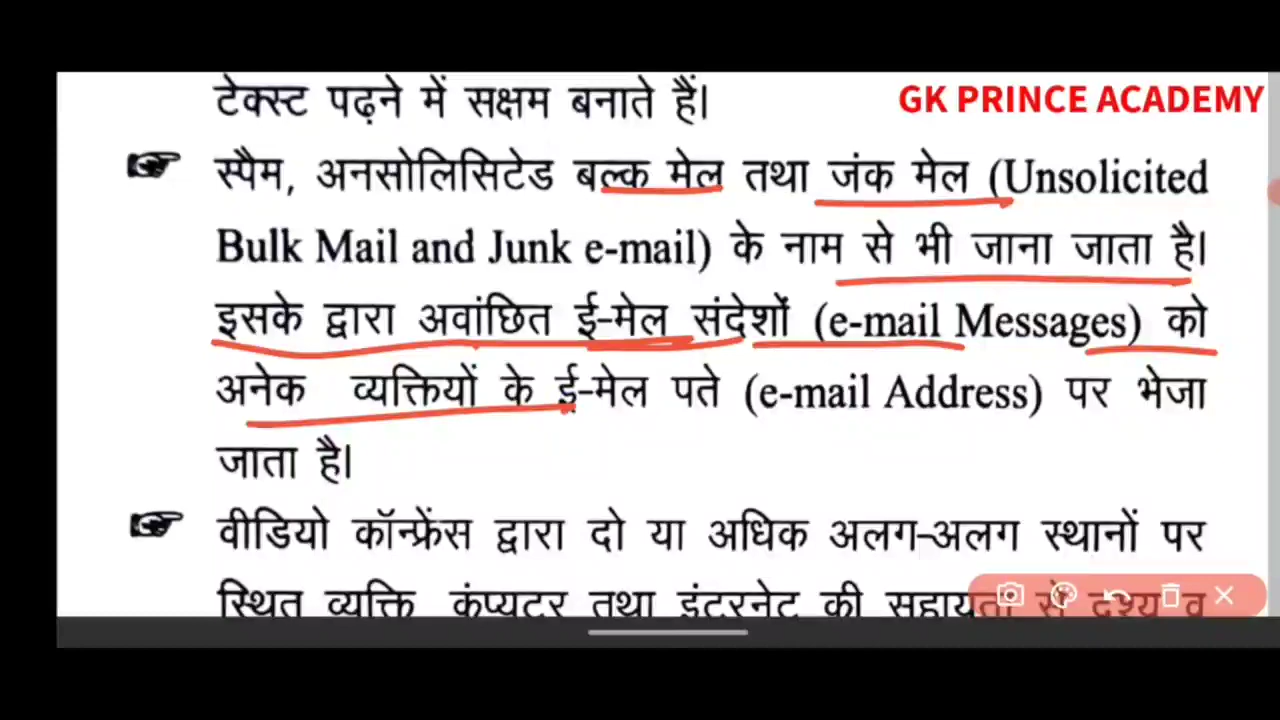 टेक्स्ट पढ़ने में सक्षम बनाते हैं।
GK PRINCE ACADEMY
स्पैम, अनसोलिसिटेड बल्क मेल तथा जंक मेल (Unsolicited
Bulk Mail and Junk e-mail) के नाम से भी जाना जाता है।
इसके द्वारा अवांछित ई-मेल संदेशों (e-mail Messages) को
अनेक व्यक्तियों के ई-मेल पते (e-mail Address) पर भेजा
जाता है।
वीडियो कॉन्फ्रेंस द्वारा दो या अधिक अलग-अलग स्थानों पर
स्थित व्यक्ति कंप्यूटर तथा इंटरनेट की सहायता से दृश्य व